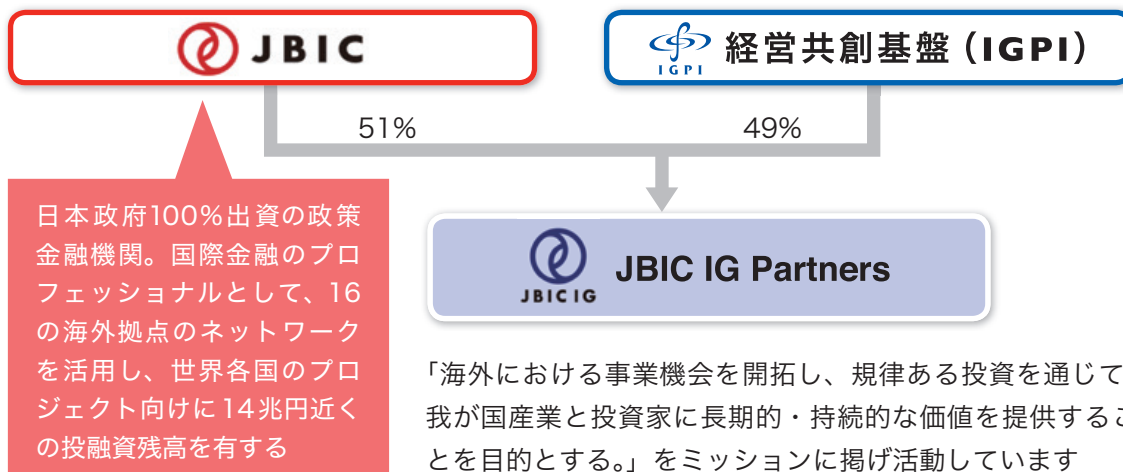 JBIC
IGPI
経営共創基盤（IGPI）
51%
49%
日本政府100%出資の政策
金融機関。国際金融のプロ
フェッショナルとして、16
の海外拠点のネットワーク
を活用し、世界各国のプロ
ジェクト向けに14兆円近く
の投融資残高を有する
JBIC IG
JBIC IG Partners
「海外における事業機会を開拓し、規律ある投資を通じて
我が国産業と投資家に長期的・持続的な価値を提供するこ
とを目的とする。」をミッションに掲げ活動しています